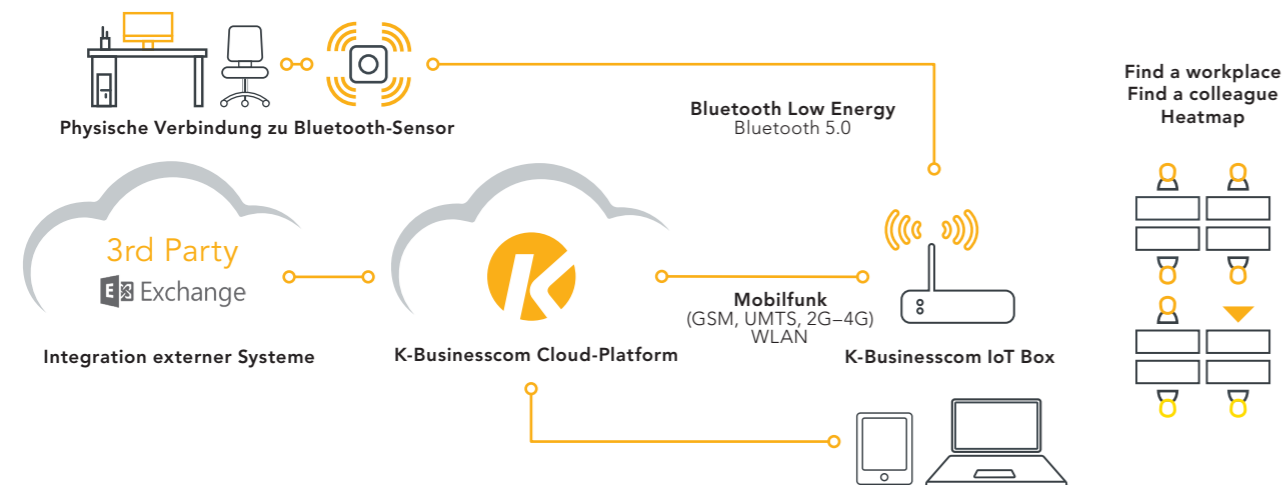 Physische Verbindung zu Bluetooth-Sensor
Bluetooth Low Energy
Bluetooth 5.0
Find a workplace
Find a colleague
Heatmap
3rd Party
E Exchange
K
Mobilfunk
(GSM, UMTS, 2G–4G)
WLAN
Integration externer Systeme
K-Businesscom Cloud-Platform
K-Businesscom IoT Box